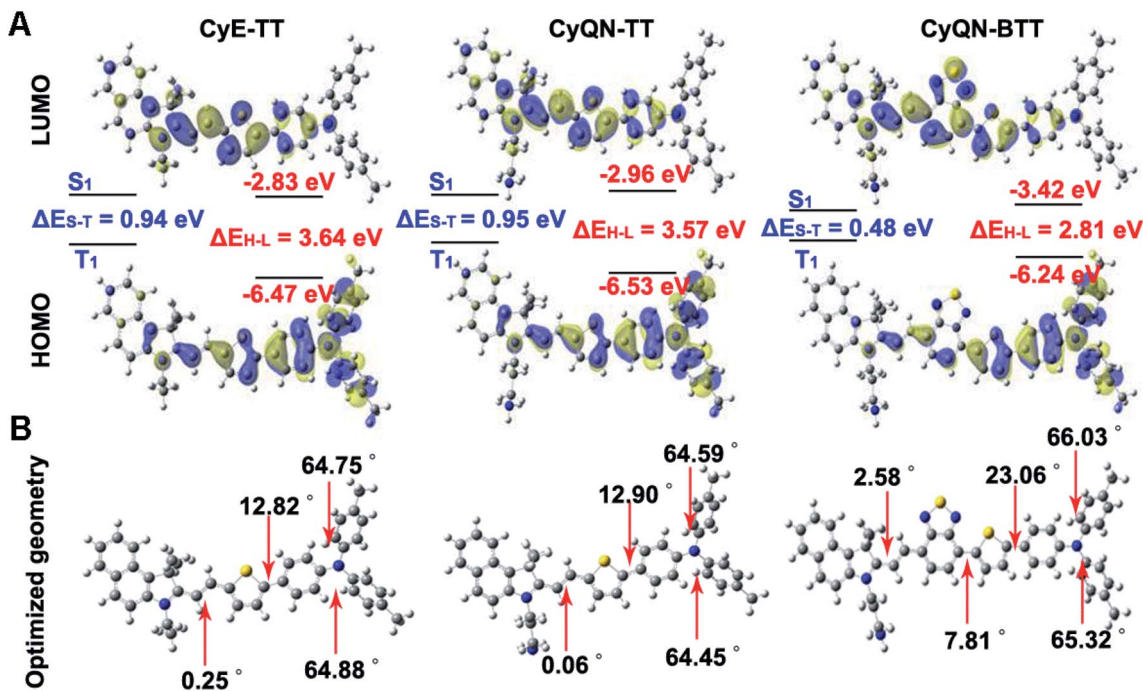 A
CyE-TT
CyQN-TT
CyQN-BTT
LUMO
S1
-2.83 eV
ΔES-T = 0.94 eV
ΔEH-L = 3.64 eV
T1
-6.47 eV
S1
-2.96 eV
ΔES-T = 0.95 eV
ΔEH-L = 3.57 eV
T1
-6.53 eV
S1
-3.42 eV
ΔES-T = 0.48 eV
ΔEH-L = 2.81 eV
T1
-6.24 eV
HOMO
B
Optimized geometry
64.75 °
12.82 °
0.25 °
64.88 °
64.59 °
12.90 °
0.06 °
64.45 °
66.03 °
2.58 °
23.06 °
7.81 °
65.32 °